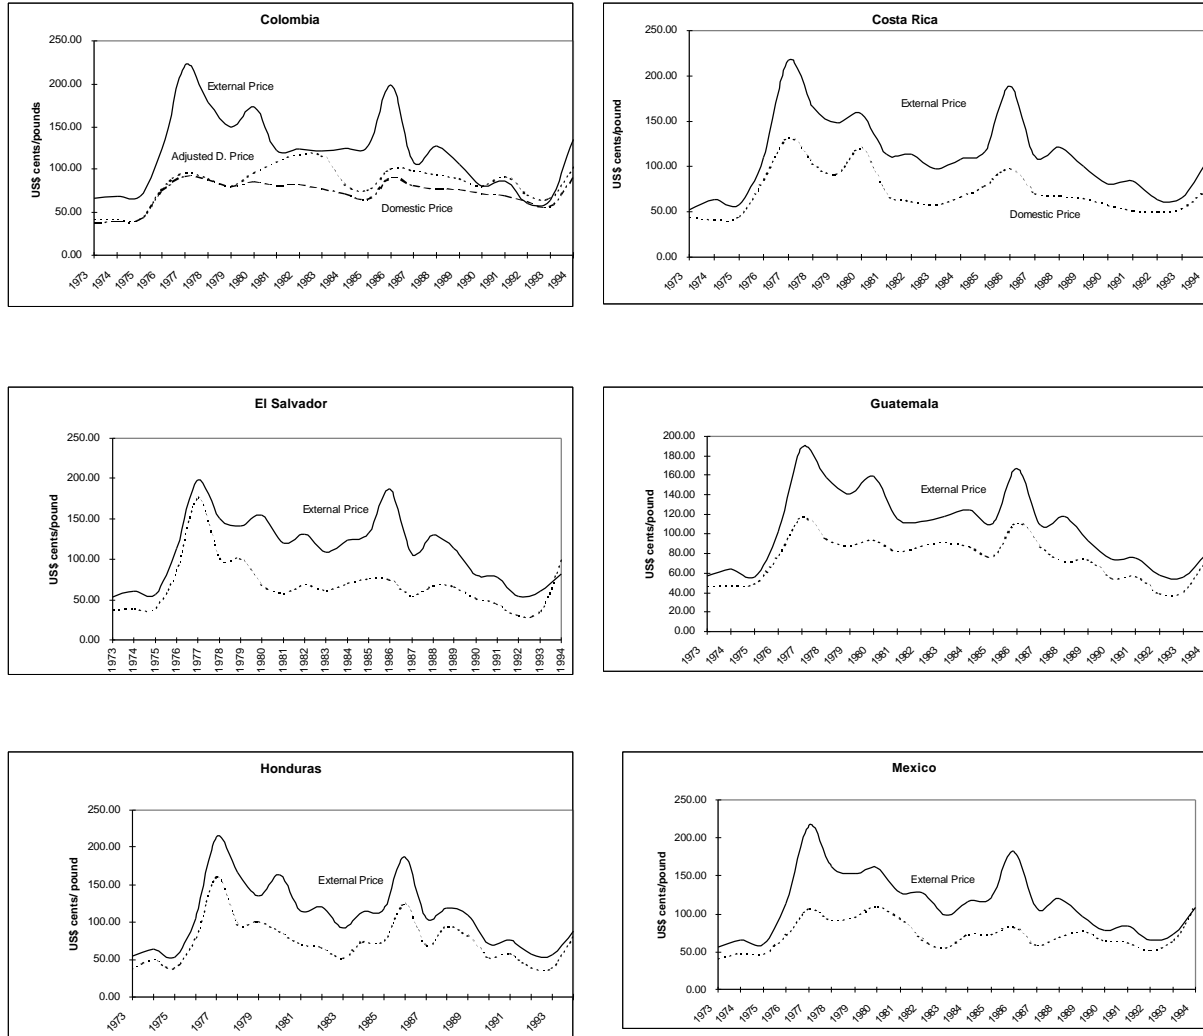 Colombia
250.00
200.00
150.00
100.00
50.00
0.00
US$ cents/pounds
External Price
Adjusted D. Price
Domestic Price
1973 1974 1975 1976 1977 1978 1979 1980 1981 1982 1983 1984 1985 1986 1987 1988 1989 1990 1991 1992 1993 1994
Costa Rica
250.00
200.00
150.00
100.00
50.00
0.00
US$ cents/pound
External Price
Domestic Price
1973 1974 1975 1976 1977 1978 1979 1980 1981 1982 1983 1984 1985 1986 1987 1988 1989 1990 1991 1992 1993 1994
El Salvador
250.00
200.00
150.00
100.00
50.00
0.00
US$ cents/pound
External Price
1973 1974 1975 1976 1977 1978 1979 1980 1981 1982 1983 1984 1985 1986 1987 1988 1989 1990 1991 1992 1993 1994
Guatemala
200.00
180.00
160.00
140.00
120.00
100.00
80.00
60.00
40.00
20.00
0.00
US$ cents/pound
External Price
1973 1974 1975 1976 1977 1978 1979 1980 1981 1982 1983 1984 1985 1986 1987 1988 1989 1990 1991 1992 1993 1994
Honduras
250.00
200.00
150.00
100.00
50.00
0.00
US$ cents/ pound
External Price
1973 1975 1977 1979 1981 1983 1985 1987 1989 1991 1993
Mexico
250.00
200.00
150.00
100.00
50.00
0.00
US$ cents/pound
External Price
1973 1974 1975 1976 1977 1978 1979 1980 1981 1982 1983 1984 1985 1986 1987 1988 1989 1990 1991 1992 1993 1994